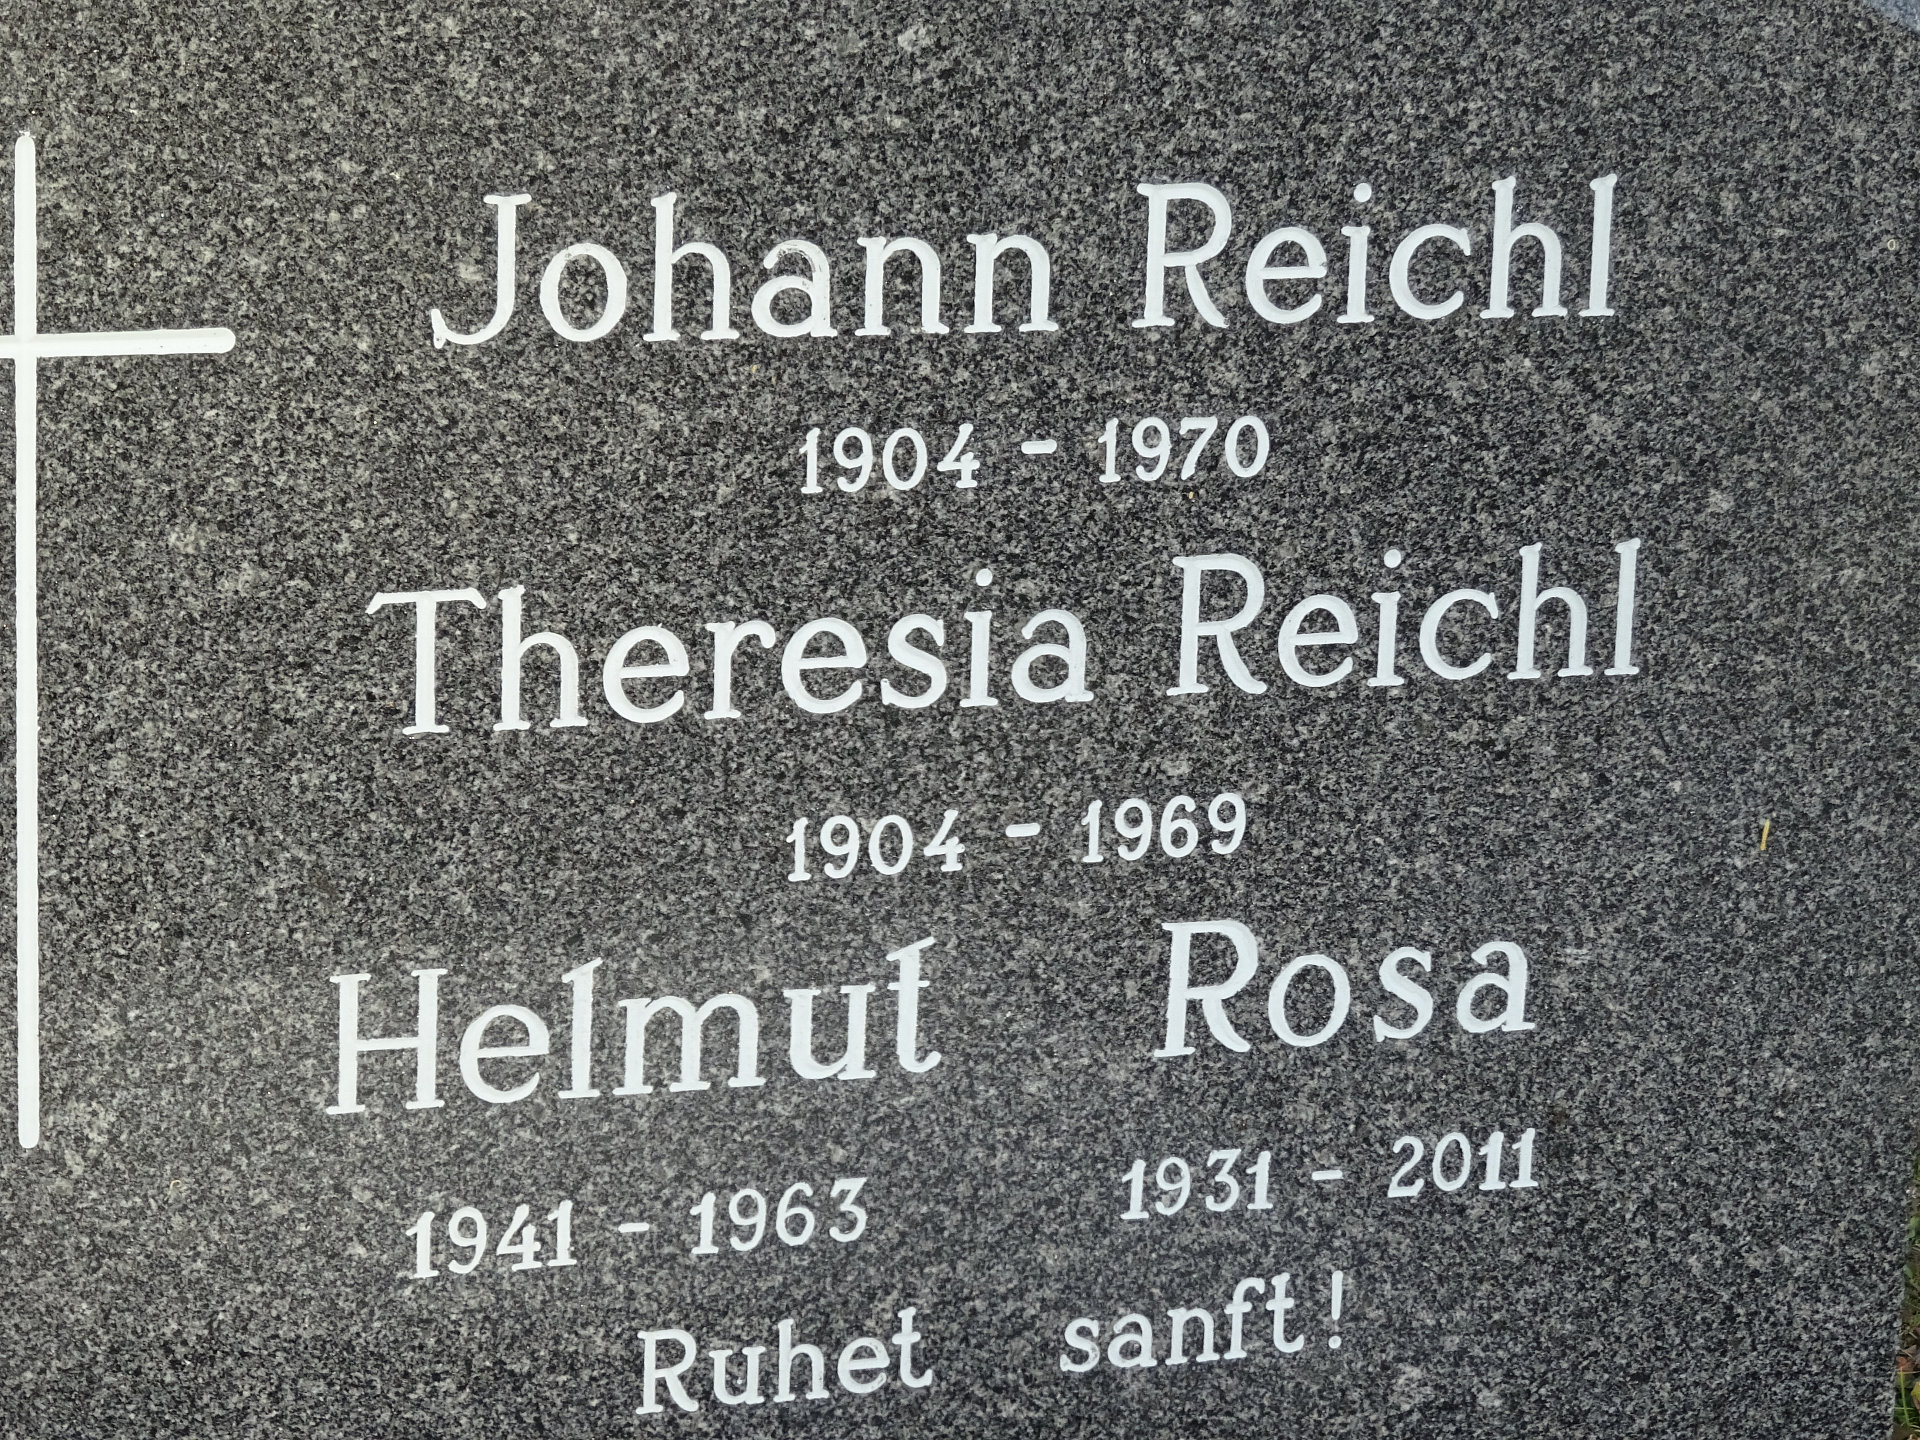 Johann Reichl
1904 - 1970
Theresia Reichl
1904 - 1969
Helmut Rosa
1941 - 1963 1931 - 2011
Ruhet sanft!